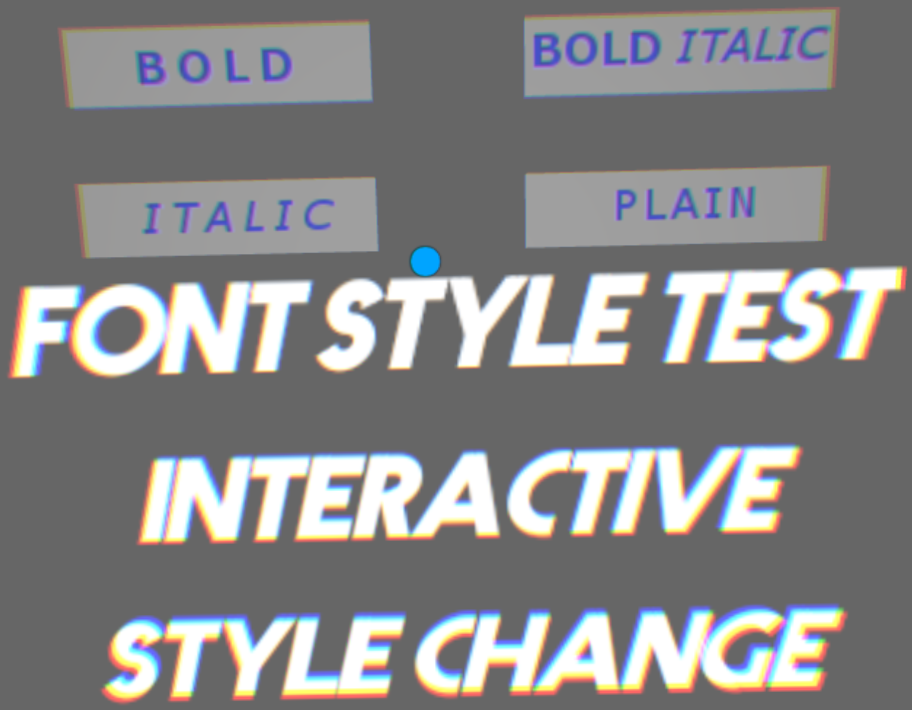 BOLD
BOLD ITALIC
ITALIC
PLAIN
FONT STYLE TEST
INTERACTIVE
STYLE CHANGE